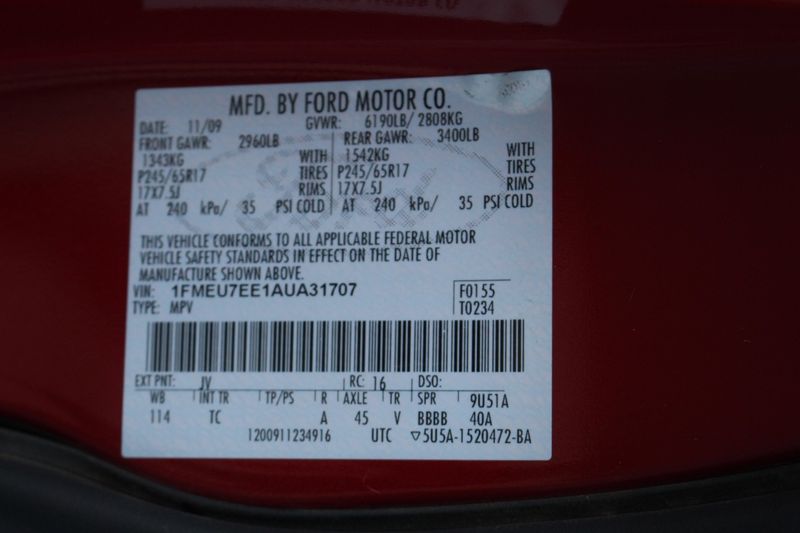 MFD. BY FORD MOTOR CO.
DATE: 11/09 GVWR: 6190LB/ 2808KG
FRONT GAWR: 2960LB REAR GAWR: 3400LB
1343KG WITH 1542KG WITH
P245/65R17 TIRES P245/65R17 TIRES
17X7.5J RIMS 17X7.5J RIMS
AT 240 kPa/ 35 PSI COLD AT 240 kPa/ 35 PSI COLD
THIS VEHICLE CONFORMS TO ALL APPLICABLE FEDERAL MOTOR
VEHICLE SAFETY STANDARDS IN EFFECT ON THE DATE OF
MANUFACTURE SHOWN ABOVE.
VIN: 1FMEU7EE1AUA31707 F0155
TYPE: MPV T0234
EXT PNT: JV RC: 16 DSO:
WB INT TR TP/PS R AXLE TR SPR 9U51A
114 TC A 45 V BBBB 40A
1200911234916 UTC ▽5U5A-1520472-BA